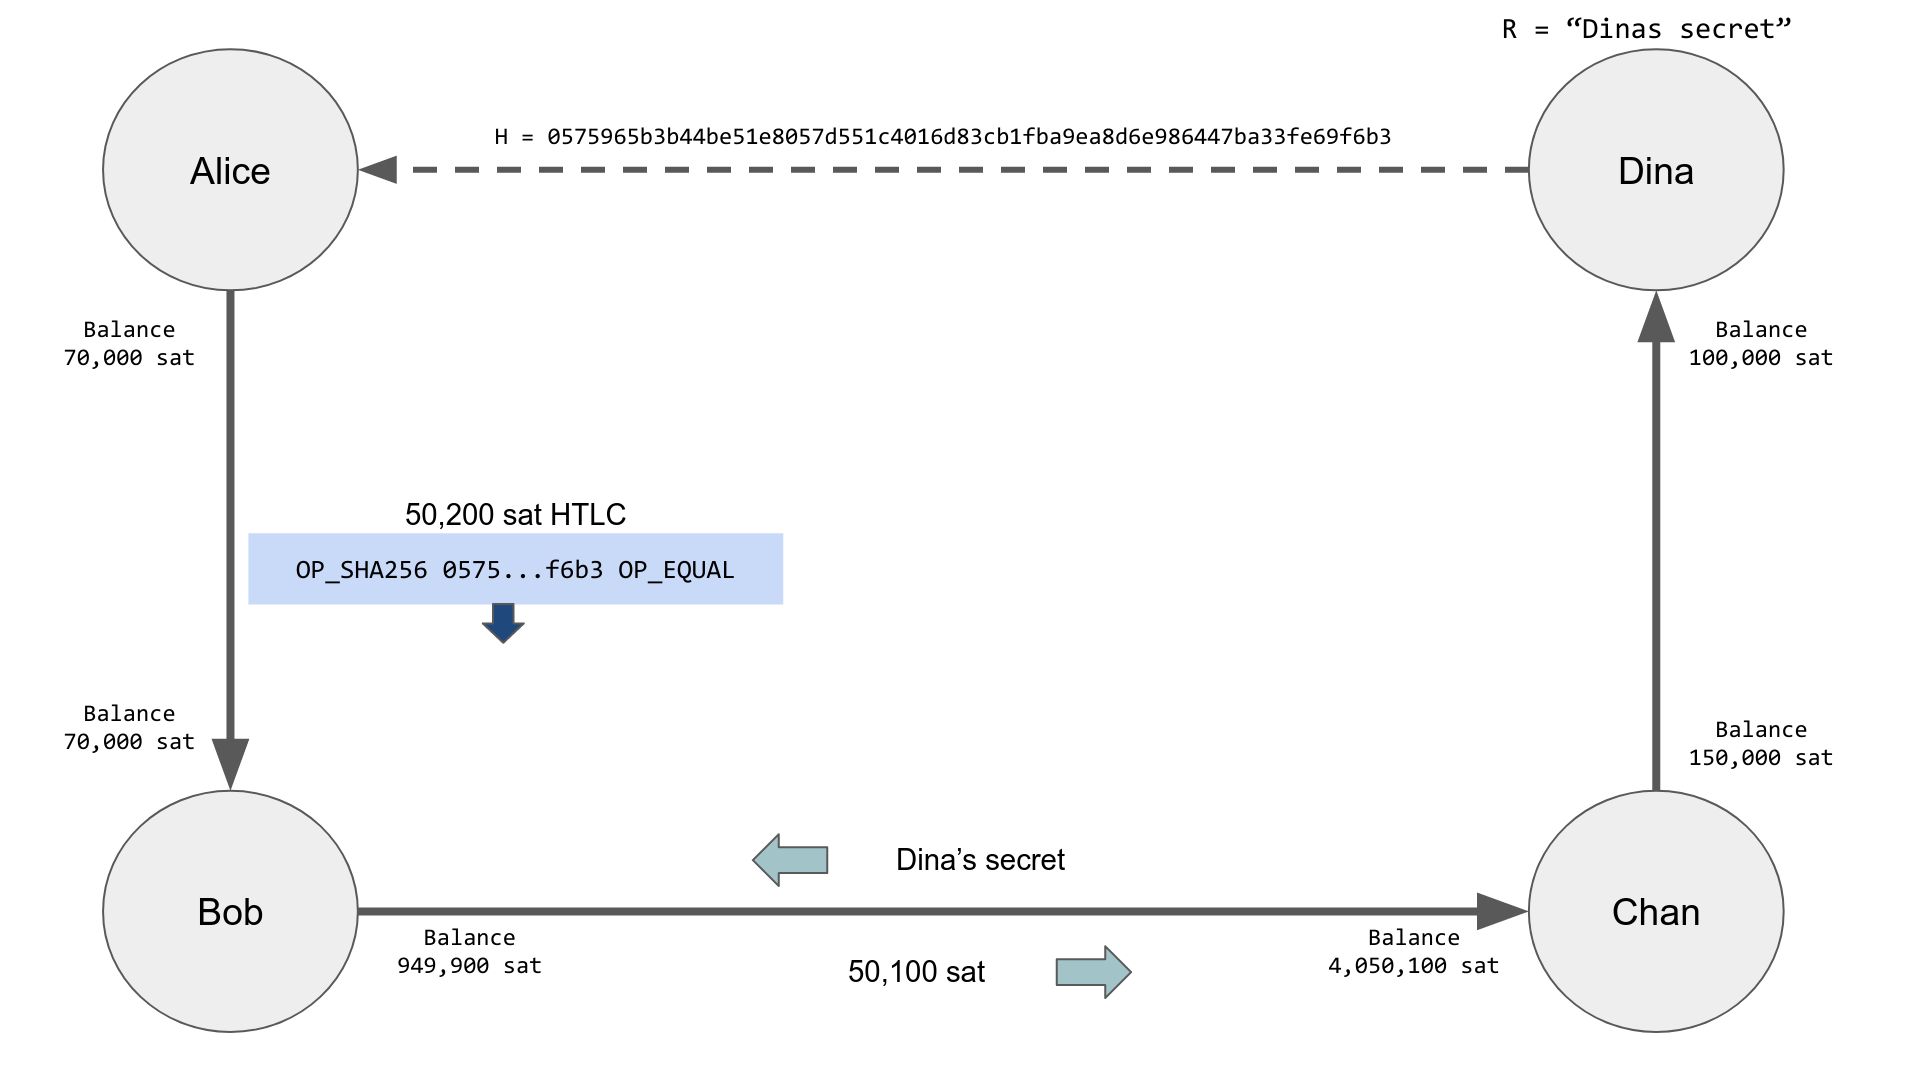 R = “Dinas secret”
H = 0575965b3b44be51e8057d551c4016d83cb1fba9ea8d6e986447ba33fe69f6b3
Alice
Dina
Balance
70,000 sat
Balance
100,000 sat
50,200 sat HTLC
OP_SHA256 0575...f6b3 OP_EQUAL
Balance
70,000 sat
Balance
150,000 sat
Dina’s secret
Bob
Chan
Balance
949,900 sat
50,100 sat
Balance
4,050,100 sat